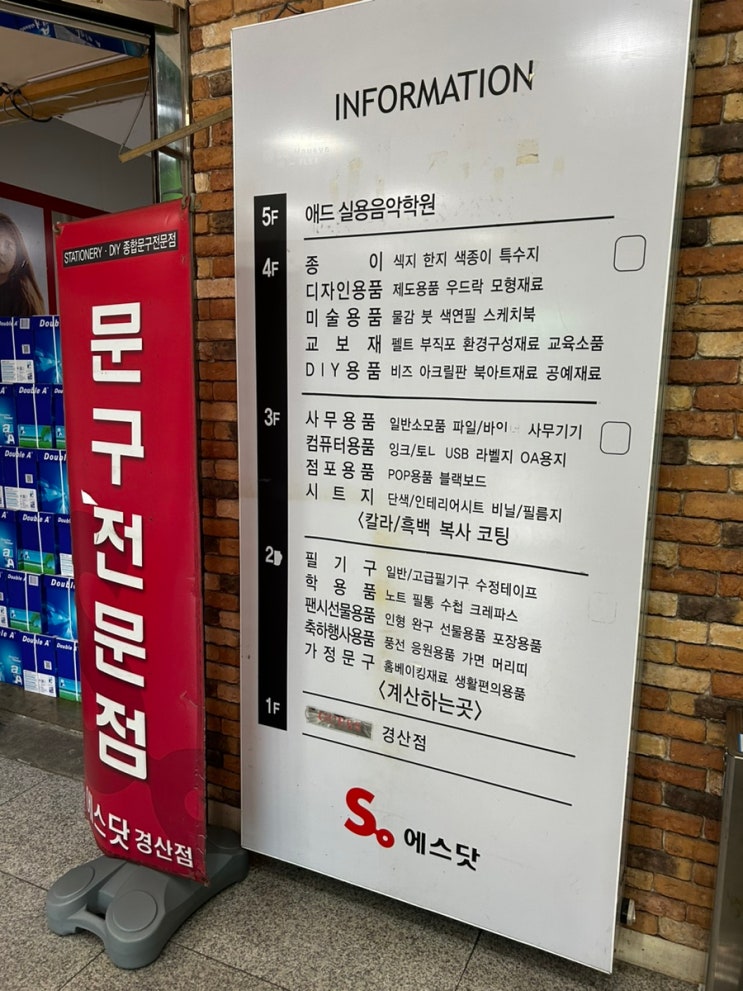 INFORMATION
5F 애드 실용음악학원
4F 종 이 색지 한지 색종이 특수지
디자인용품 제도용품 우드락 모형재료
미술용품 물감 붓 색연필 스케치북
교보재 펠트 부직포 환경구성재료 교육소품
DIY용품 비즈 아크릴판 북아트재료 공예재료
3F 사무용품 일반소모품 파일/바이 사무기기
컴퓨터용품 잉크/토 USB 라벨지 OA용지
점포용품 POP용품 블랙보드
시트지 단색/인테리어시트 비닐/필름지
<칼라/흑백 복사 코팅
2 필기구 일반/고급필기구 수정테이프
학용품 노트 필통 수첩 크레파스
팬시선물용품 인형 완구 선물용품 포장용품
축하행사용품 풍선 응원용품 가면 머리띠
가정문구 홈베이킹재료 생활편의용품
<계산하는곳>
1F 경산점
에스닷
STATIONERY · DIY 종합문구전문점
문구전문점
에스닷 경산점
Double A
Double A
Double A
Double A
Double A